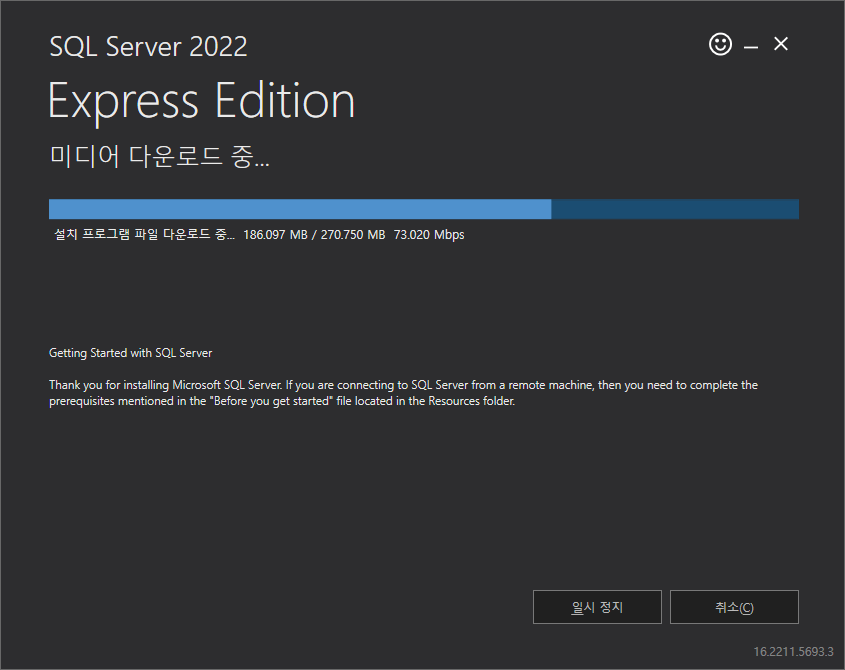 SQL Server 2022
Express Edition
미디어 다운로드 중...
설치 프로그램 파일 다운로드 중... 186.097 MB / 270.750 MB 73.020 Mbps
Getting Started with SQL Server
Thank you for installing Microsoft SQL Server. If you are connecting to SQL Server from a remote machine, then you need to complete the
prerequisites mentioned in the "Before you get started" file located in the Resources folder.
일시 정지 취소(C)
16.2211.5693.3